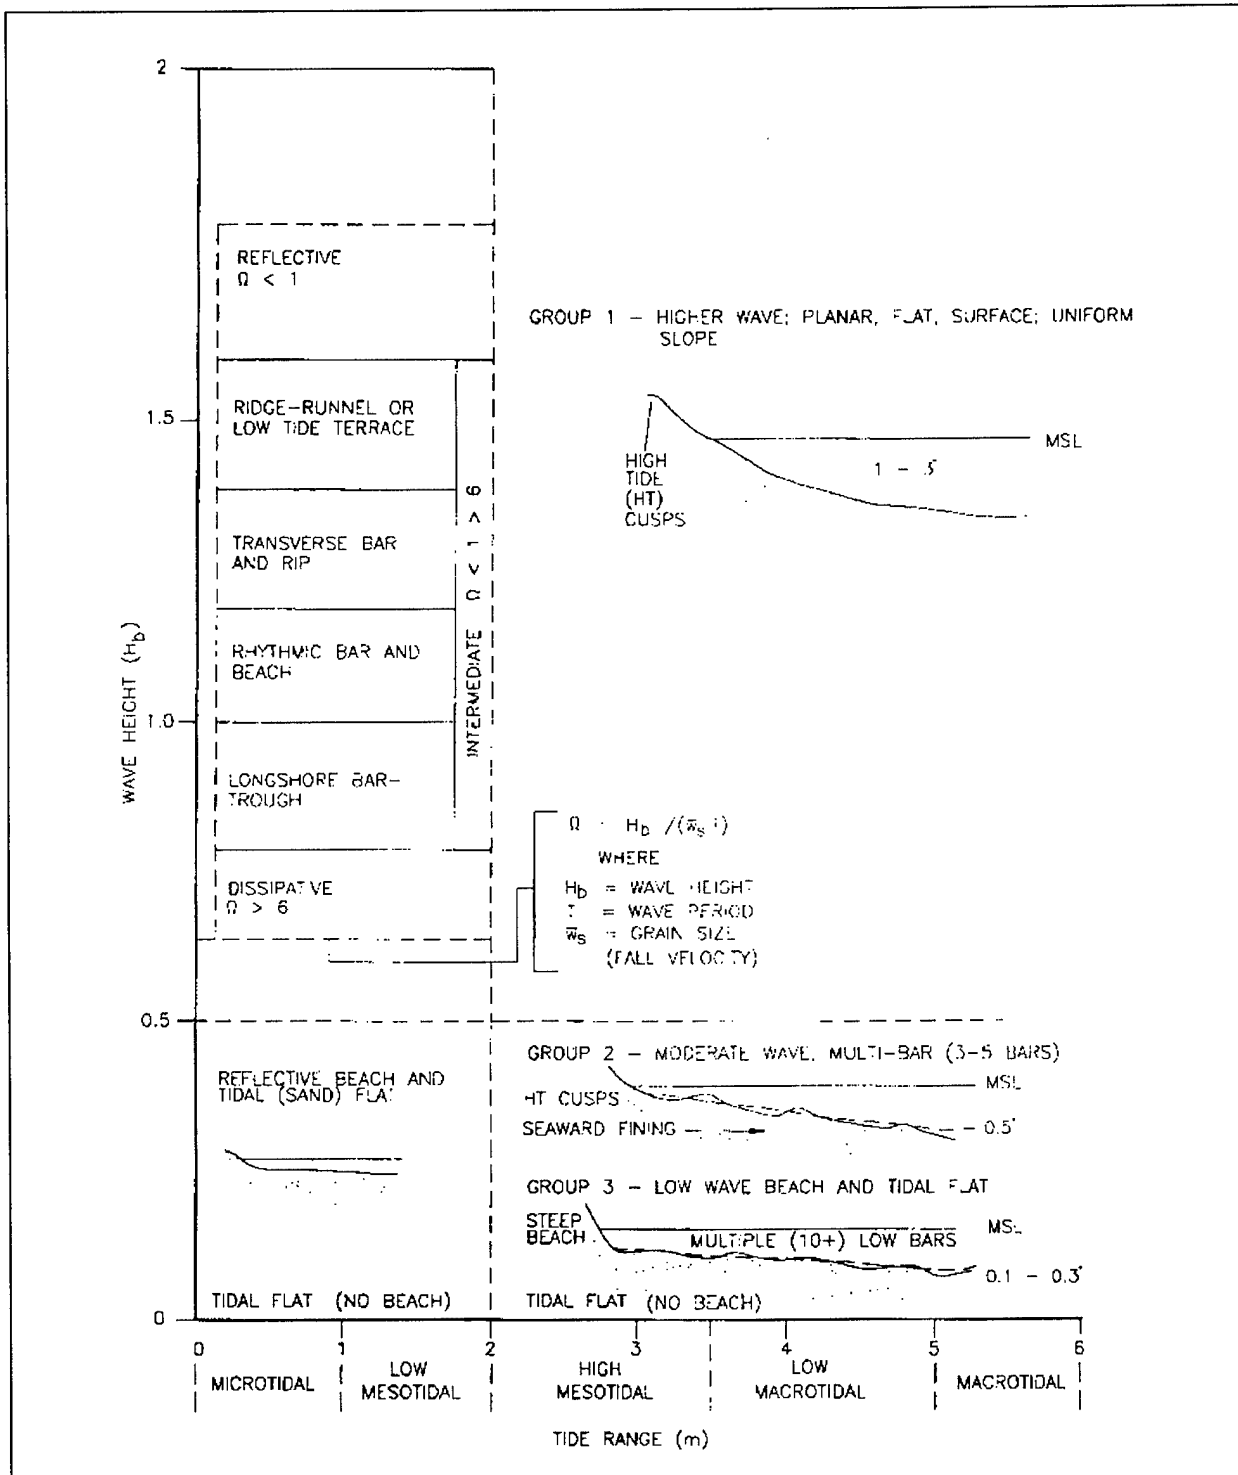 2
REFLECTIVE
Ω < 1
GROUP 1 – HIGHER WAVE; PLANAR, FLAT, SURFACE; UNIFORM
SLOPE
1.5
RIDGE–RUNNEL OR
LOW TIDE TERRACE
HIGH
TIDE
(HT)
CUSPS
MSL
TRANSVERSE BAR
AND RIP
INTERMEDIATE Ω < 1 > 6
RHYTHMIC BAR AND
BEACH
WAVE HEIGHT (Hb)
1.0
LONGSHORE BAR–
TROUGH
DISSIPATIVE
Ω > 6
Ω
Hb /(w̅s
WHERE
Hb = WAVE HEIGHT
T = WAVE PERIOD
w̅s = GRAIN SIZE
(FALL VELOCITY)
0.5
REFLECTIVE BEACH AND
TIDAL (SAND) FLAT
GROUP 2 – MODERATE WAVE, MULTI–BAR (3–5 BARS)
MSL
HT CUSPS
SEAWARD FINING
0.5°
GROUP 3 – LOW WAVE BEACH AND TIDAL FLAT
STEEP
BEACH
MSL
MULTIPLE (10+) LOW BARS
0.1 – 0.3°
TIDAL FLAT (NO BEACH)
TIDAL FLAT (NO BEACH)
0
0 1 2 3 4 5 6
MICROTIDAL
LOW
MESOTIDAL
HIGH
MESOTIDAL
LOW
MACROTIDAL
MACROTIDAL
TIDE RANGE (m)